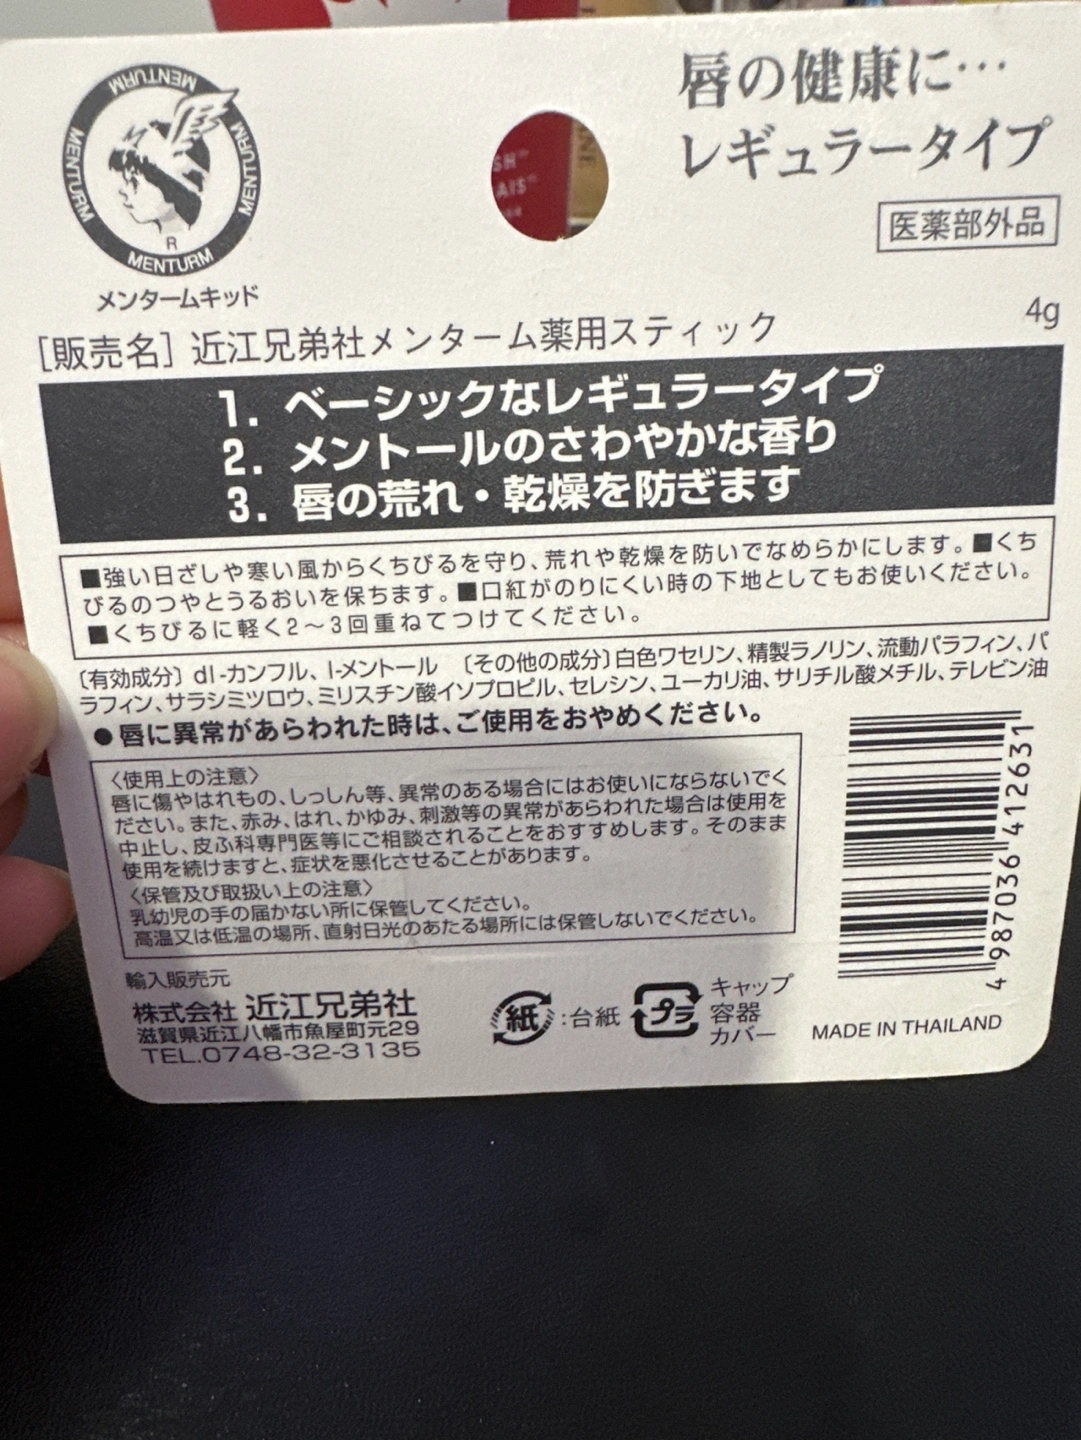 MENTURM MENTURM MENTURM MENTURM
R
メンタームキッド
唇の健康に…
レギュラータイプ
医薬部外品
4g
[販売名] 近江兄弟社メンターム薬用スティック
1. ベーシックなレギュラータイプ
2. メントールのさわやかな香り
3. 唇の荒れ・乾燥を防ぎます
■強い日ざしや寒い風からくちびるを守り、荒れや乾燥を防いでなめらかにします。■くち
びるのつやとうるおいを保ちます。■口紅がのりにくい時の下地としてもお使いください。
■くちびるに軽く2〜3回重ねてつけてください。
〔有効成分〕dl-カンフル、l-メントール 〔その他の成分〕白色ワセリン、精製ラノリン、流動パラフィン、パ
ラフィン、サラシミツロウ、ミリスチン酸イソプロピル、セレシン、ユーカリ油、サリチル酸メチル、テレビン油
●唇に異常があらわれた時は、ご使用をおやめください。
〈使用上の注意〉
唇に傷やはれもの、しっしん等、異常のある場合にはお使いにならないでく
ださい。また、赤み、はれ、かゆみ、刺激等の異常があらわれた場合は使用を
中止し、皮ふ科専門医等にご相談されることをおすすめします。そのまま
使用を続けますと、症状を悪化させることがあります。
〈保管及び取扱い上の注意〉
乳幼児の手の届かない所に保管してください。
高温又は低温の場所、直射日光のあたる場所には保管しないでください。
4 987036 412631
輸入販売元
株式会社 近江兄弟社
滋賀県近江八幡市魚屋町元29
TEL.0748-32-3135
紙 :台紙
プラ キャップ
容器
カバー
MADE IN THAILAND